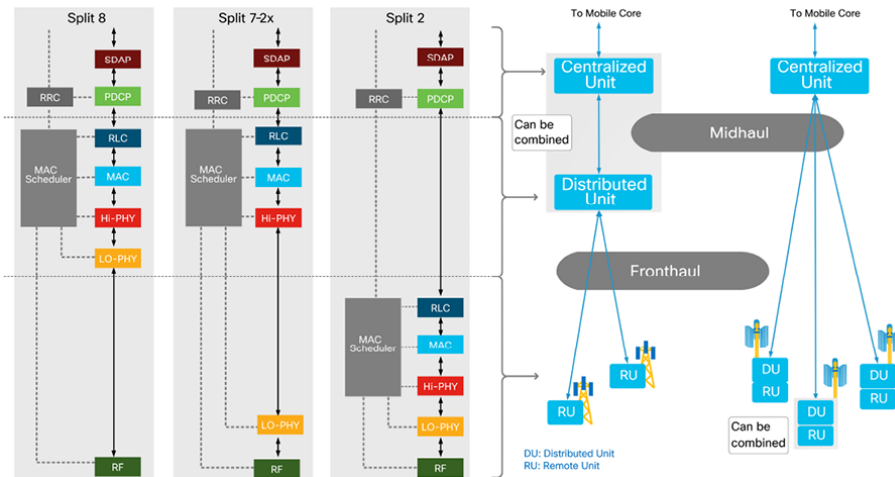 Split 8
SDAP
RRC
PDCP
RLC
MAC
Scheduler
MAC
Hi-PHY
LO-PHY
RF
Split 7-2x
SDAP
RRC
PDCP
RLC
MAC
Scheduler
MAC
Hi-PHY
LO-PHY
RF
Split 2
SDAP
RRC
PDCP
RLC
MAC
Scheduler
MAC
Hi-PHY
LO-PHY
RF
To Mobile Core
Centralized
Unit
Can be
combined
Distributed
Unit
Midhaul
Fronthaul
RU
RU
To Mobile Core
Centralized
Unit
DU
RU
DU
RU
DU
RU
Can be
combined
DU: Distributed Unit
RU: Remote Unit